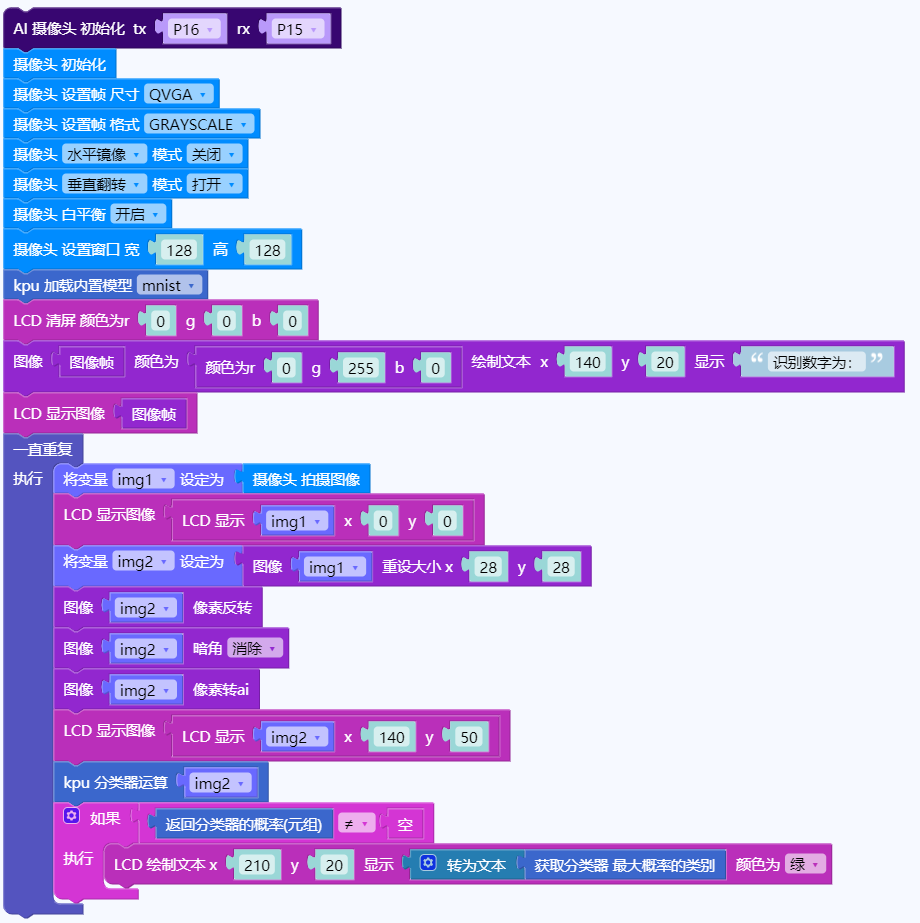 AI 摄像头 初始化 tx P16 rx P15
摄像头 初始化
摄像头 设置帧 尺寸 QVGA
摄像头 设置帧 格式 GRAYSCALE
摄像头 水平镜像 模式 关闭
摄像头 垂直翻转 模式 打开
摄像头 白平衡 开启
摄像头 设置窗口 宽 128 高 128
kpu 加载内置模型 mnist
LCD 清屏 颜色为r 0 g 0 b 0
图像 图像帧 颜色为 颜色为r 0 g 255 b 0 绘制文本 x 140 y 20 显示 “ 识别数字为： ”
LCD 显示图像 图像帧
一直重复
执行 将变量 img1 设定为 摄像头 拍摄图像
LCD 显示图像 LCD 显示 img1 x 0 y 0
将变量 img2 设定为 图像 img1 重设大小 x 28 y 28
图像 img2 像素反转
图像 img2 暗角 消除
图像 img2 像素转ai
LCD 显示图像 LCD 显示 img2 x 140 y 50
kpu 分类器运算 img2
如果 返回分类器的概率(元组) ≠ 空
执行 LCD 绘制文本 x 210 y 20 显示 转为文本 获取分类器 最大概率的类别 颜色为 绿